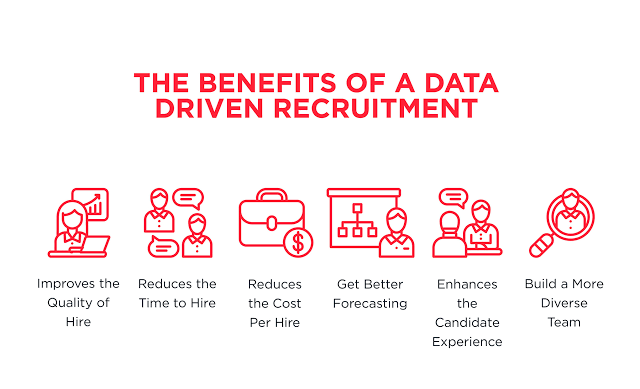 THE BENEFITS OF A DATA
DRIVEN RECRUITMENT
$
Improves the
Quality of
Hire
Reduces the
Time to Hire
Reduces
the Cost
Per Hire
Get Better
Forecasting
Enhances
the
Candidate
Experience
Build a More
Diverse
Team